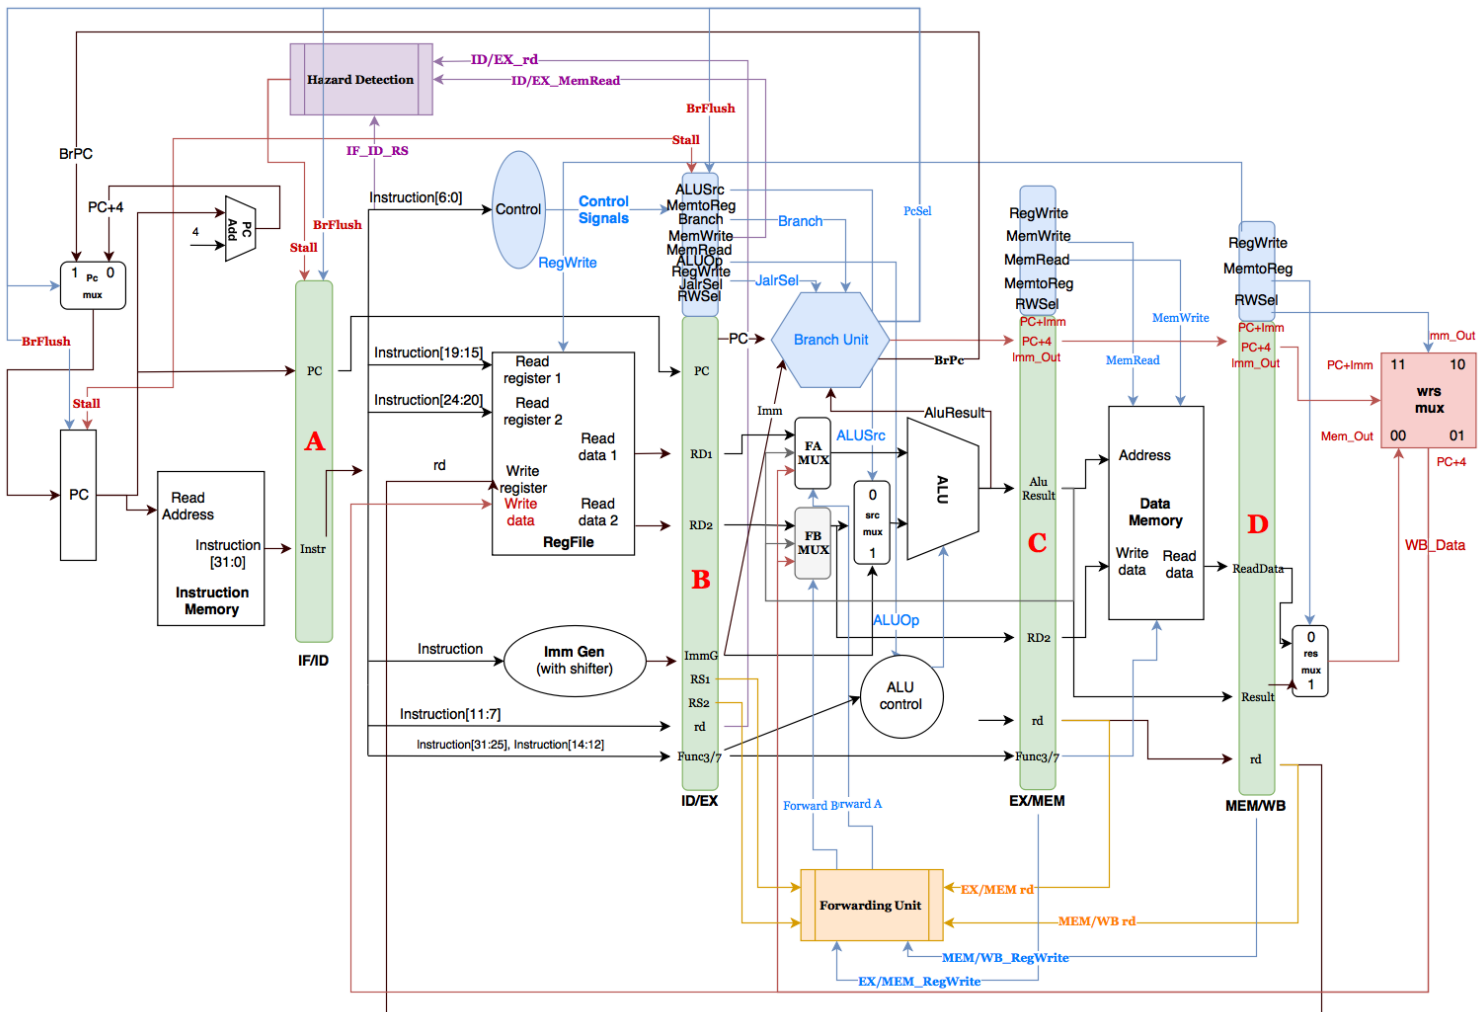 ID/EX_rd
Hazard Detection
ID/EX_MemRead
BrFlush
Stall
IF_ID_RS
BrPC
PC+4
4
PC
Add
BrFlush
Stall
1 Pc 0
mux
BrFlush
Stall
PC
Read
Address
Instruction
[31:0]
Instruction
Memory
PC
A
Instr
IF/ID
Instruction[6:0]
Control
Control
Signals
RegWrite
Instruction[19:15]
Instruction[24:20]
rd
Read
register 1
Read
register 2
Read
data 1
Write
register
Write
data
Read
data 2
RegFile
Instruction
Imm Gen
(with shifter)
Instruction[11:7]
Instruction[31:25], Instruction[14:12]
ALUSrc
MemtoReg
Branch
MemWrite
MemRead
ALUOp
RegWrite
JalrSel
RWSel
PC
RD1
RD2
B
ImmG
RS1
RS2
rd
Func3/7
ID/EX
Branch
PcSel
JalrSel
PC
Branch Unit
BrPc
Imm
AluResult
ALUSrc
FA
MUX
FB
MUX
0
src
mux
1
ALU
ALUOp
ALU
control
Forward B
rward A
Forwarding Unit
EX/MEM rd
MEM/WB rd
MEM/WB_RegWrite
EX/MEM_RegWrite
RegWrite
MemWrite
MemRead
MemtoReg
RWSel
PC+Imm
PC+4
Imm_Out
Alu
Result
C
RD2
rd
Func3/7
EX/MEM
MemWrite
MemRead
Address
Data
Memory
Write
data
Read
data
RegWrite
MemtoReg
RWSel
PC+Imm
PC+4
Imm_Out
D
ReadData
Result
rd
MEM/WB
0
res
mux
1
mm_Out
PC+Imm
11 10
wrs
mux
Mem_Out
00 01
PC+4
WB_Data